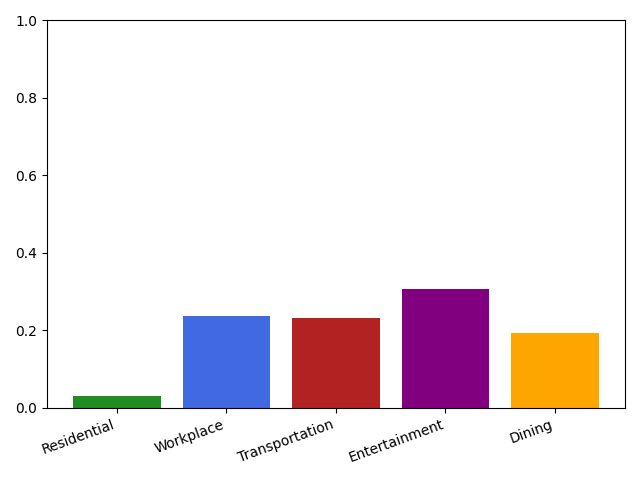 1.0
0.8
0.6
0.4
0.2
0.0
Residential
Workplace
Transportation
Entertainment
Dining